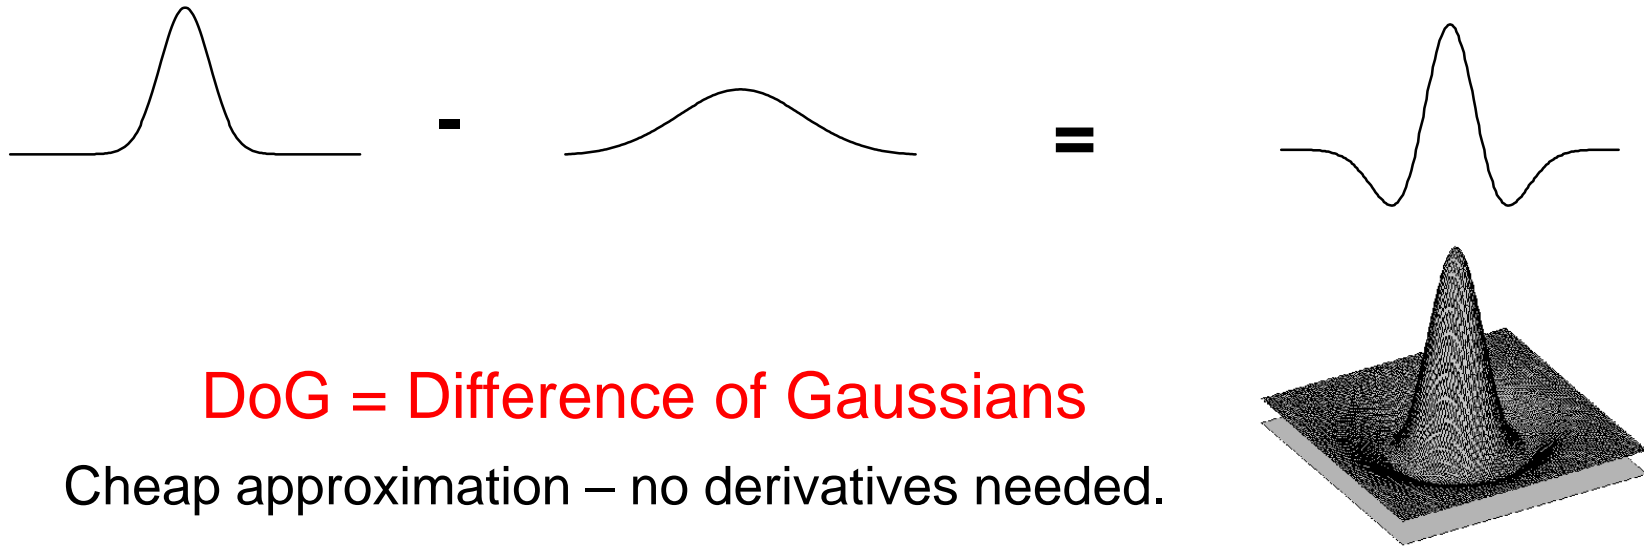 - =
DoG = Difference of Gaussians
Cheap approximation – no derivatives needed.